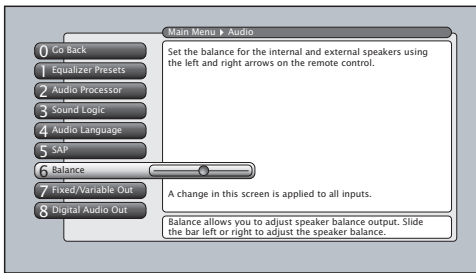 Main Menu ▸ Audio
0 Go Back
1 Equalizer Presets
2 Audio Processor
3 Sound Logic
4 Audio Language
5 SAP
6 Balance
7 Fixed/Variable Out
8 Digital Audio Out
Set the balance for the internal and external speakers using
the left and right arrows on the remote control.
A change in this screen is applied to all inputs.
Balance allows you to adjust speaker balance output. Slide
the bar left or right to adjust the speaker balance.